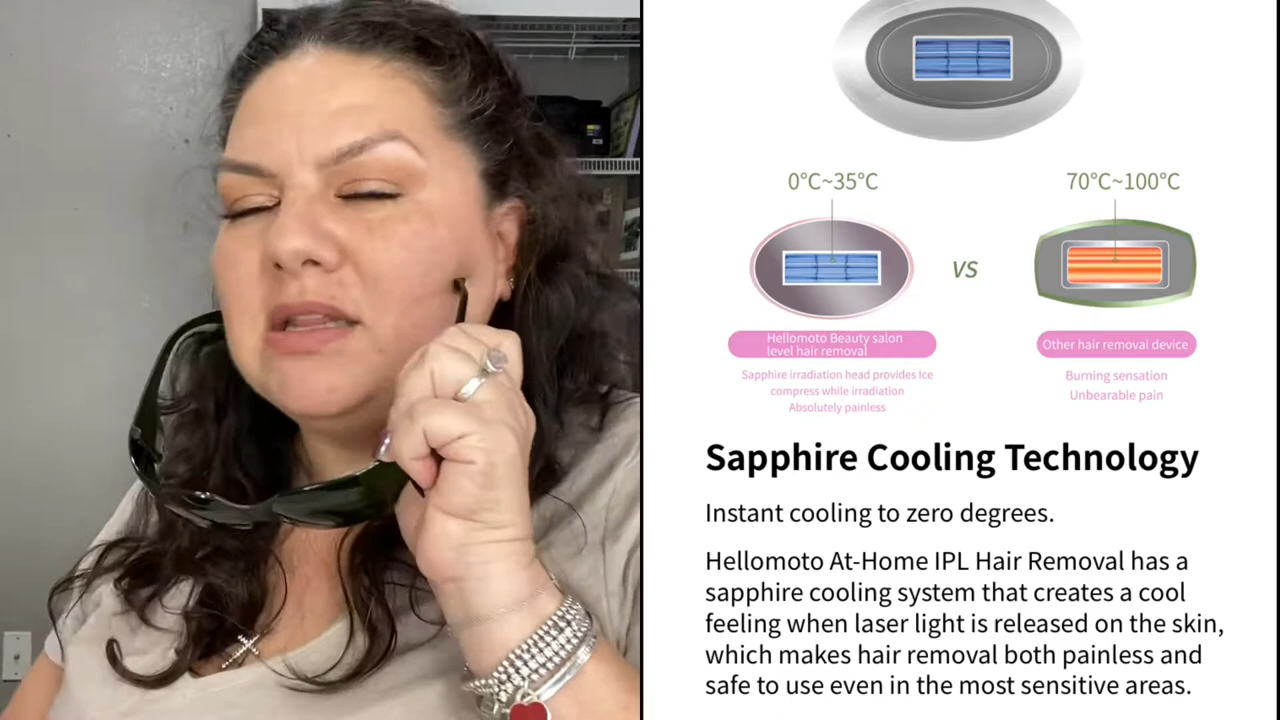 0°C~35°C
70°C~100°C
VS
Hellomoto Beauty salon
level hair removal
Other hair removal device
Sapphire irradiation head provides Ice
compress while irradiation
Absolutely painless
Burning sensation
Unbearable pain
Sapphire Cooling Technology
Instant cooling to zero degrees.
Hellomoto At-Home IPL Hair Removal has a
sapphire cooling system that creates a cool
feeling when laser light is released on the skin,
which makes hair removal both painless and
safe to use even in the most sensitive areas.